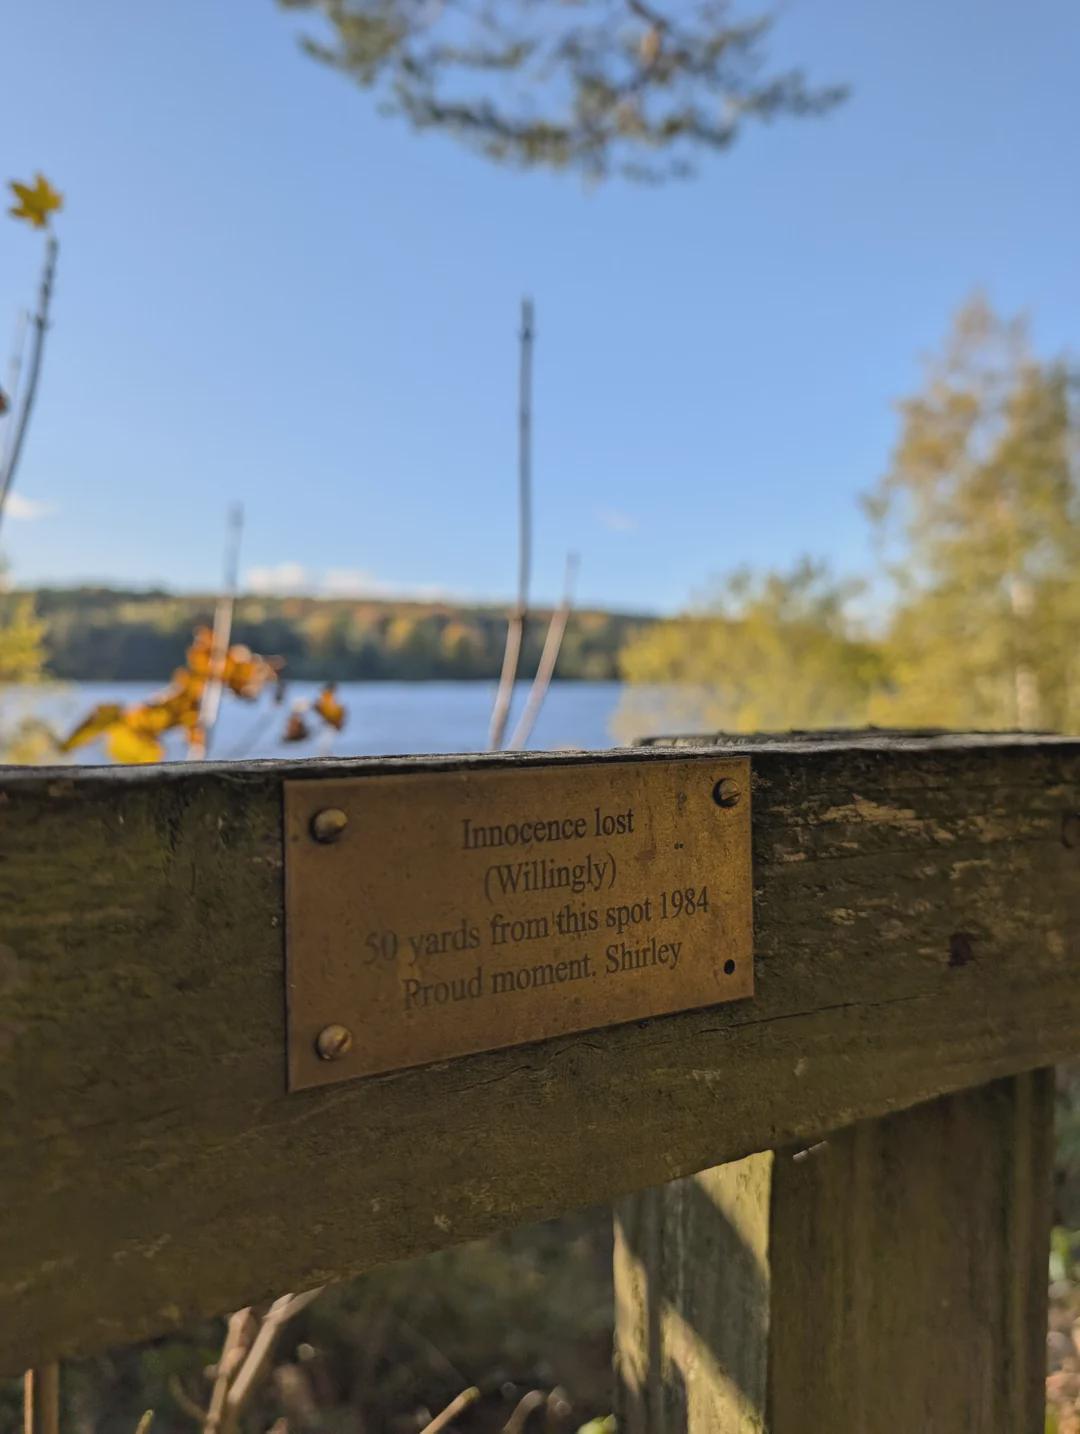 Innocence lost
(Willingly)
50 yards from this spot 1984
Proud moment. Shirley